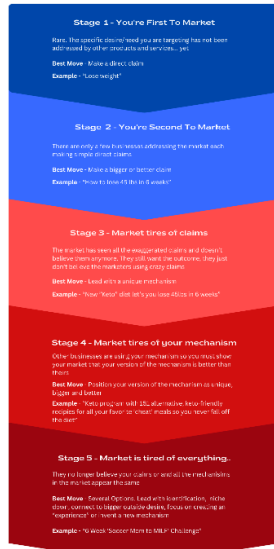 Stage 1 - You're First To Market
Rare. The specific desire/need you are targeting has not been
addressed by other products and services... yet
Best Move - Make a direct claim
Example - "Lose weight"
Stage 2 - You're Second To Market
There are only a few businesses addressing the market each
making simple direct claims
Best Move - Make a bigger or better claim
Example - "How to lose 45 lbs in 6 weeks"
Stage 3 - Market tires of claims
The market has seen all the exaggerated claims and doesn't
believe them anymore. They still want the outcome, they just
don't believe the marketers using crazy claims
Best Move - Lead with a unique mechanism
Example - "New "Keto" diet lets you lose 45lbs in 6 weeks"
Stage 4 - Market tires of your mechanism
Other businesses are using your mechanism so you must show
your market that your version of the mechanism is better than
theirs
Best Move - Position your version of the mechanism as unique,
bigger and better
Example - "Keto program with 151 alternative, keto-friendly
recipes for all your favorite 'cheat' meals so you never fall off
the diet"
Stage 5 - Market is tired of everything..
They no longer believe your claims or and all the mechanisims
in the market appear the same
Best Move - Several Options. Lead with identification, niche
down, connect to bigger outside desire, focus on creating an
"experience" or invent a new mechanism
Example - "6 Week 'Soccer Mom to MILF' Challenge"